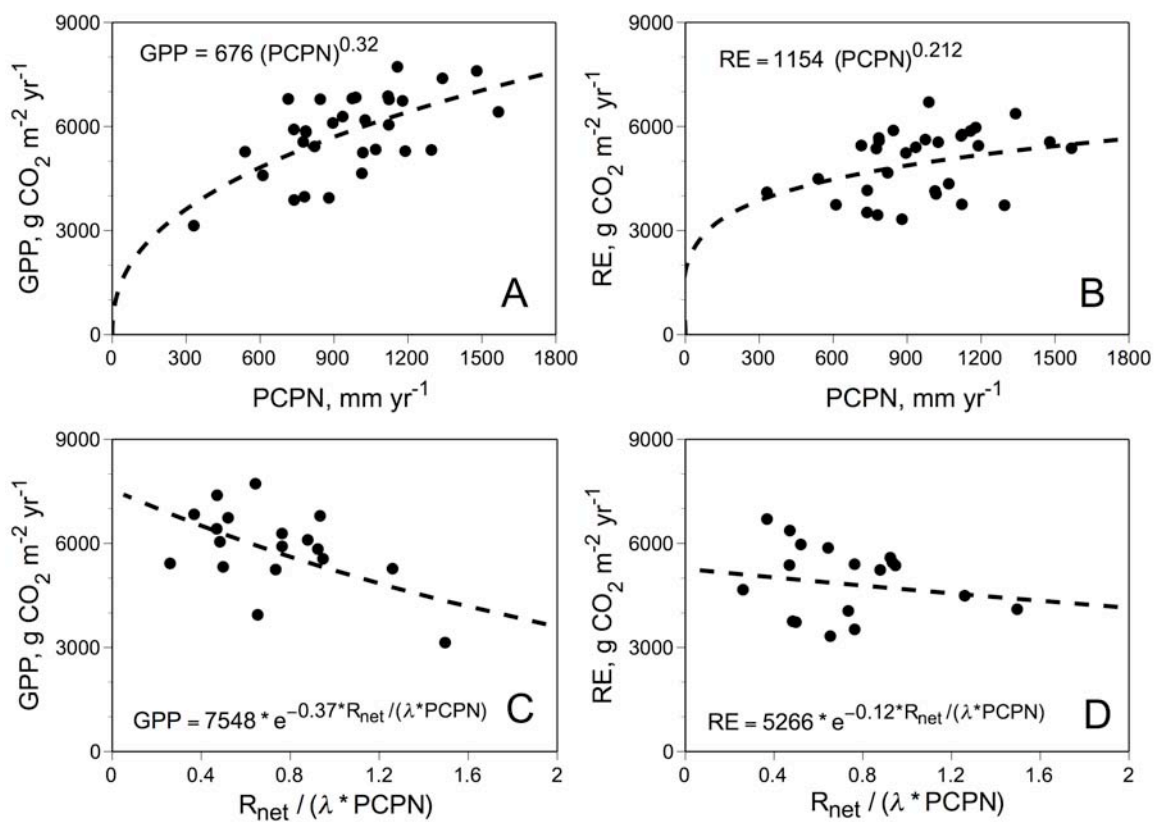 GPP = 676 (PCPN)^0.32
9000
6000
3000
0
GPP, g CO₂ m⁻² yr⁻¹
A
0 300 600 900 1200 1500 1800
PCPN, mm yr⁻¹
RE = 1154 (PCPN)^0.212
9000
6000
3000
0
RE, g CO₂ m⁻² yr⁻¹
B
0 300 600 900 1200 1500 1800
PCPN, mm yr⁻¹
9000
6000
3000
0
GPP, g CO₂ m⁻² yr⁻¹
C
GPP = 7548 * e^−0.37*R_net /(λ*PCPN)
0 0.4 0.8 1.2 1.6 2
R_net / (λ * PCPN)
9000
6000
3000
0
RE, g CO₂ m⁻² yr⁻¹
D
RE = 5266 * e^−0.12*R_net /(λ*PCPN)
0 0.4 0.8 1.2 1.6 2
R_net / (λ * PCPN)